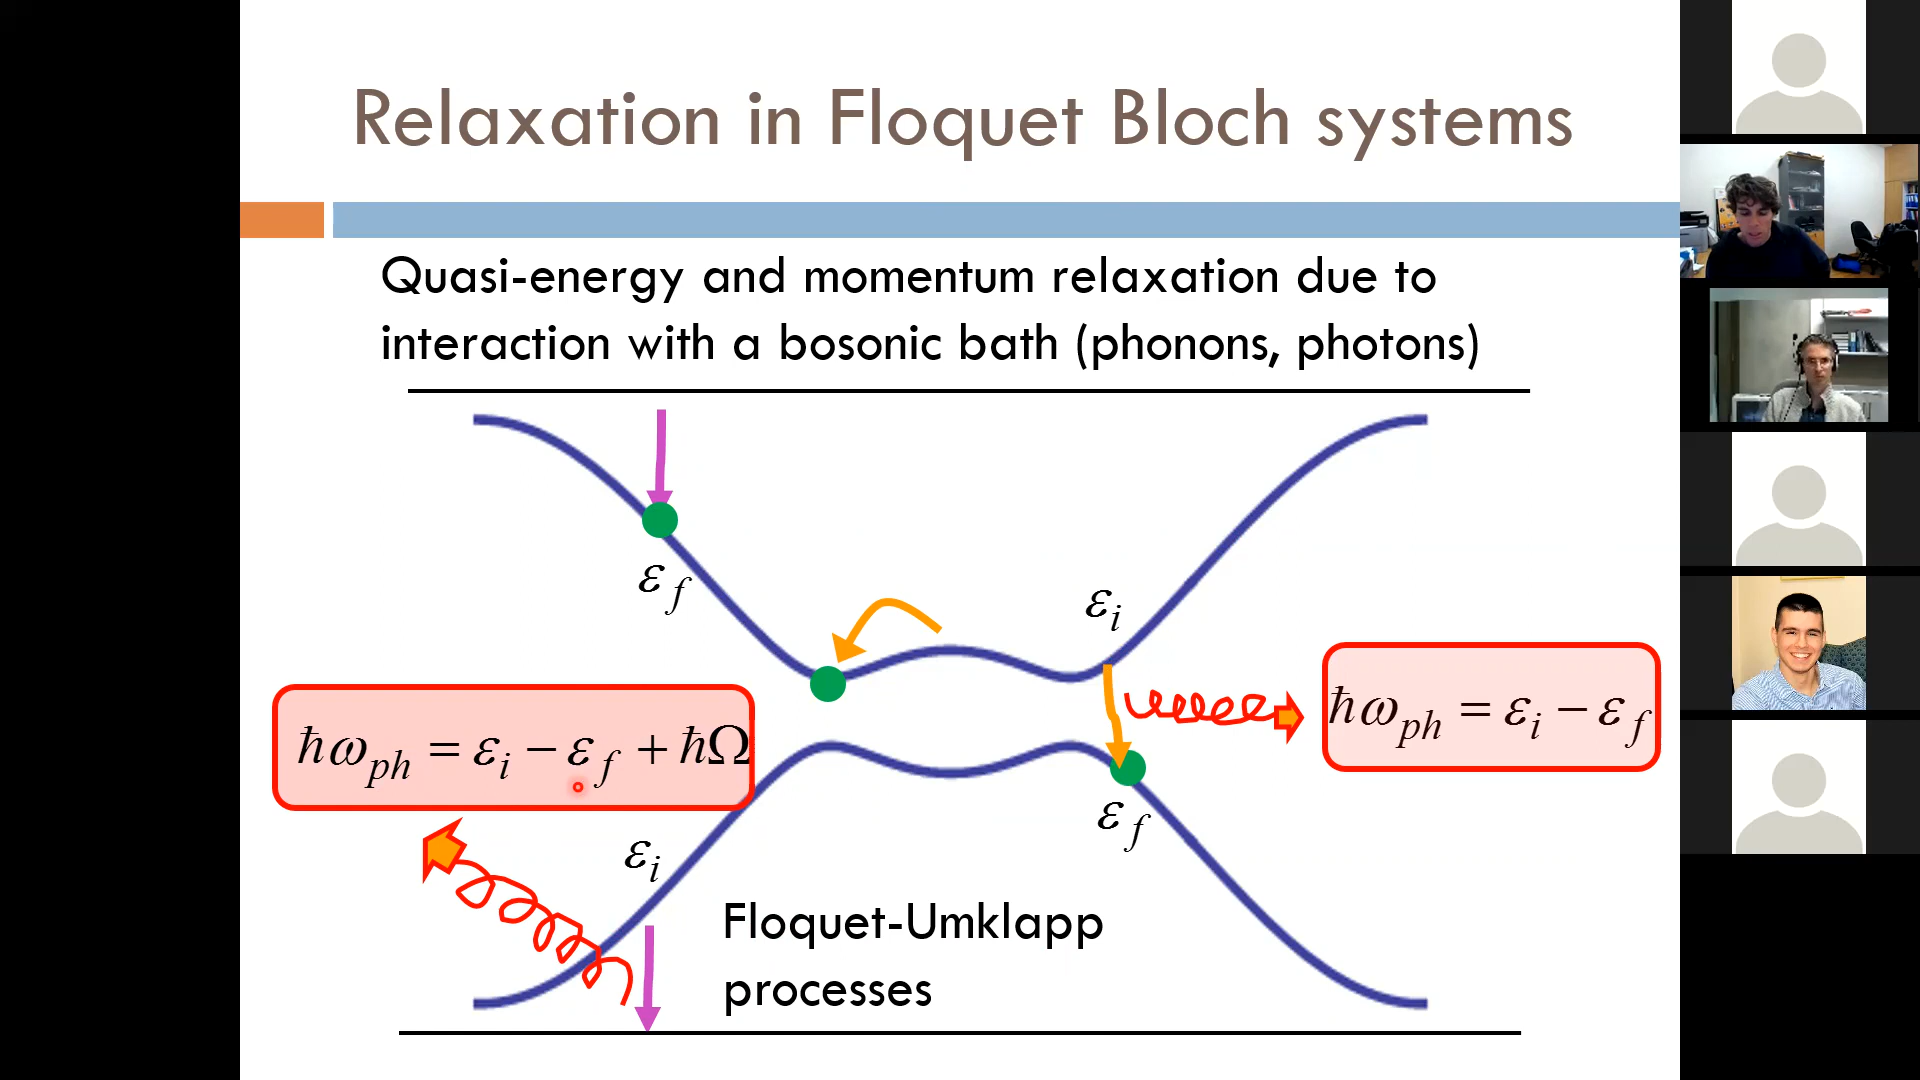 Relaxation in Floquet Bloch systems
Quasi-energy and momentum relaxation due to
interaction with a bosonic bath (phonons, photons)
ε_f
ε_i
ħω_ph = ε_i − ε_f
ħω_ph = ε_i − ε_f + ħΩ
ε_f
ε_i
Floquet-Umklapp
processes